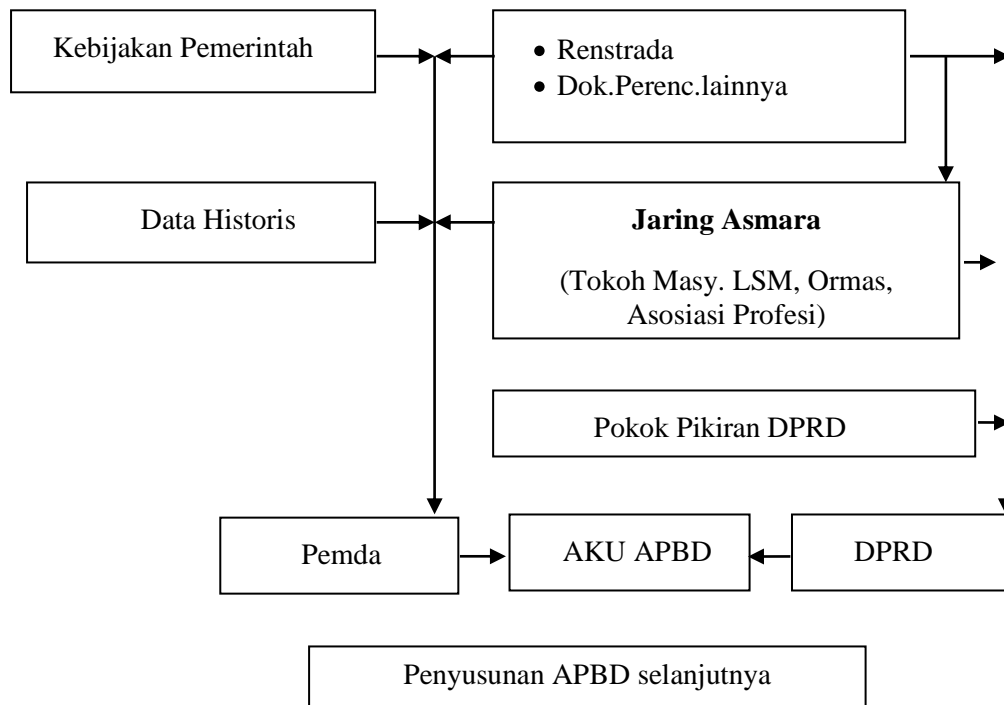 Kebijakan Pemerintah
• Renstrada
• Dok.Perenc.lainnya
Data Historis
Jaring Asmara
(Tokoh Masy. LSM, Ormas,
Asosiasi Profesi)
Pokok Pikiran DPRD
Pemda
AKU APBD
DPRD
Penyusunan APBD selanjutnya